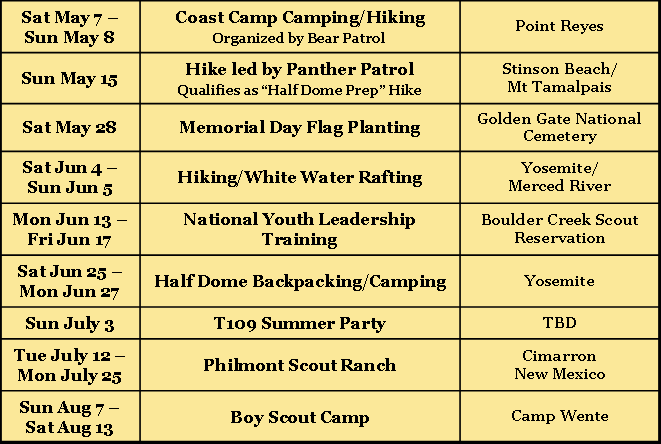 Sat May 7 –
Sun May 8
Coast Camp Camping/Hiking
Organized by Bear Patrol
Point Reyes
Sun May 15
Hike led by Panther Patrol
Qualifies as “Half Dome Prep” Hike
Stinson Beach/
Mt Tamalpais
Sat May 28
Memorial Day Flag Planting
Golden Gate National
Cemetery
Sat Jun 4 –
Sun Jun 5
Hiking/White Water Rafting
Yosemite/
Merced River
Mon Jun 13 –
Fri Jun 17
National Youth Leadership
Training
Boulder Creek Scout
Reservation
Sat Jun 25 –
Mon Jun 27
Half Dome Backpacking/Camping
Yosemite
Sun July 3
T109 Summer Party
TBD
Tue July 12 –
Mon July 25
Philmont Scout Ranch
Cimarron
New Mexico
Sun Aug 7 –
Sat Aug 13
Boy Scout Camp
Camp Wente